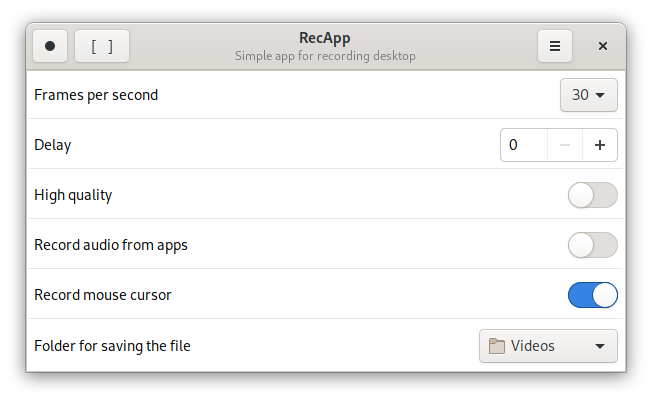 [ ]
RecApp
Simple app for recording desktop
Frames per second
30
Delay
0 − +
High quality
Record audio from apps
Record mouse cursor
Folder for saving the file
Videos